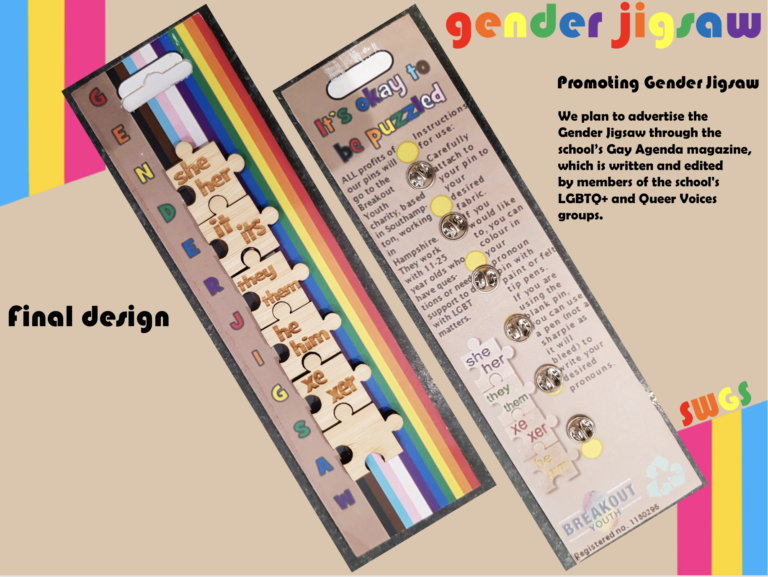 gender jigsaw
Promoting Gender Jigsaw
We plan to advertise the
Gender Jigsaw through the
school's Gay Agenda magazine,
which is written and edited
by members of the school's
LGBTQ+ and Queer Voices
groups.
Final design
GENDER JIGSAW
she
her
it
its
they
them
he
him
xe
xer
It's okay to
be puzzled
ALL profits of
our pins will
go to the
Breakout
Youth
charity, based
in Southamp-
ton, working
in
Hampshire
They work
with 11-25
year olds who
have ques-
tions or need
support to
with LGBT
matters.
Instructions
for use:
Carefully
attach to
your pin to
your
desired
fabric.
If you
would like
to, you can
colour in
your
pronoun
pin with
paint or felt
tip pens.
If you are
using the
blank pin,
you can use
a pen (not a
sharpie as
it will
bleed) to
write your
desired
pronouns.
she
her
they
them
xe
xer
BREAKOUT
YOUTH
Registered no. 1180296
SWGS